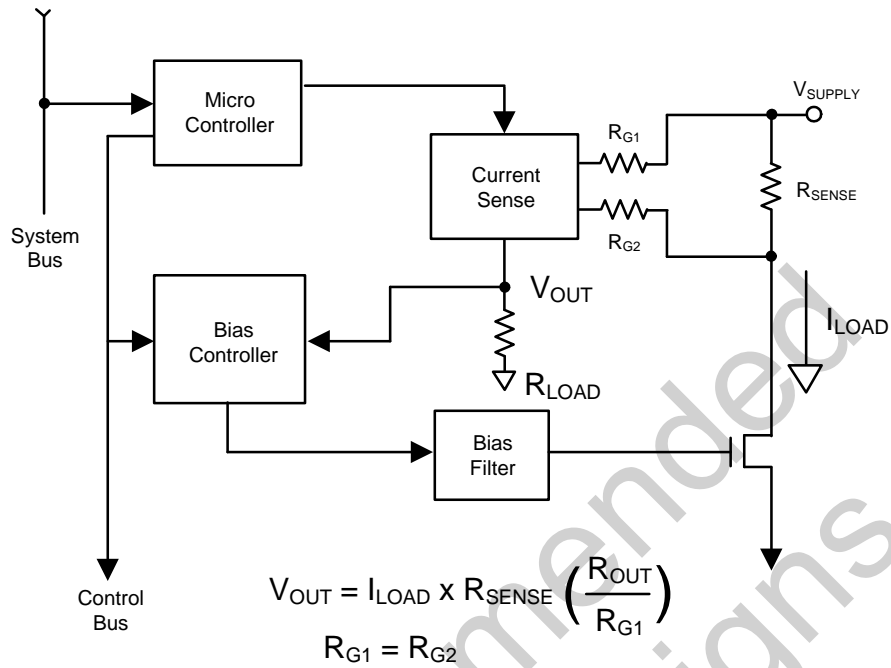 Micro
Controller
V_SUPPLY
R_G1
Current
Sense
R_SENSE
R_G2
System
Bus
V_OUT
Bias
Controller
I_LOAD
R_LOAD
Bias
Filter
V_OUT = I_LOAD x R_SENSE (R_OUT / R_G1)
Control
Bus
R_G1 = R_G2